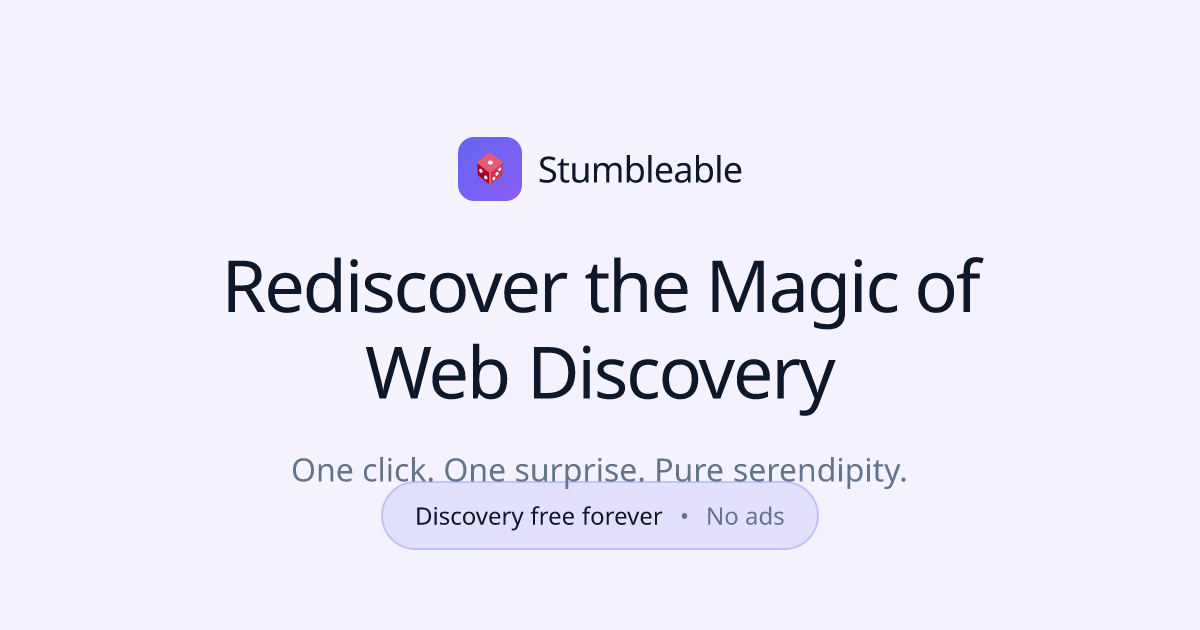 Stumbleable
Rediscover the Magic of
Web Discovery
One click. One surprise. Pure serendipity.
Discovery free forever • No ads